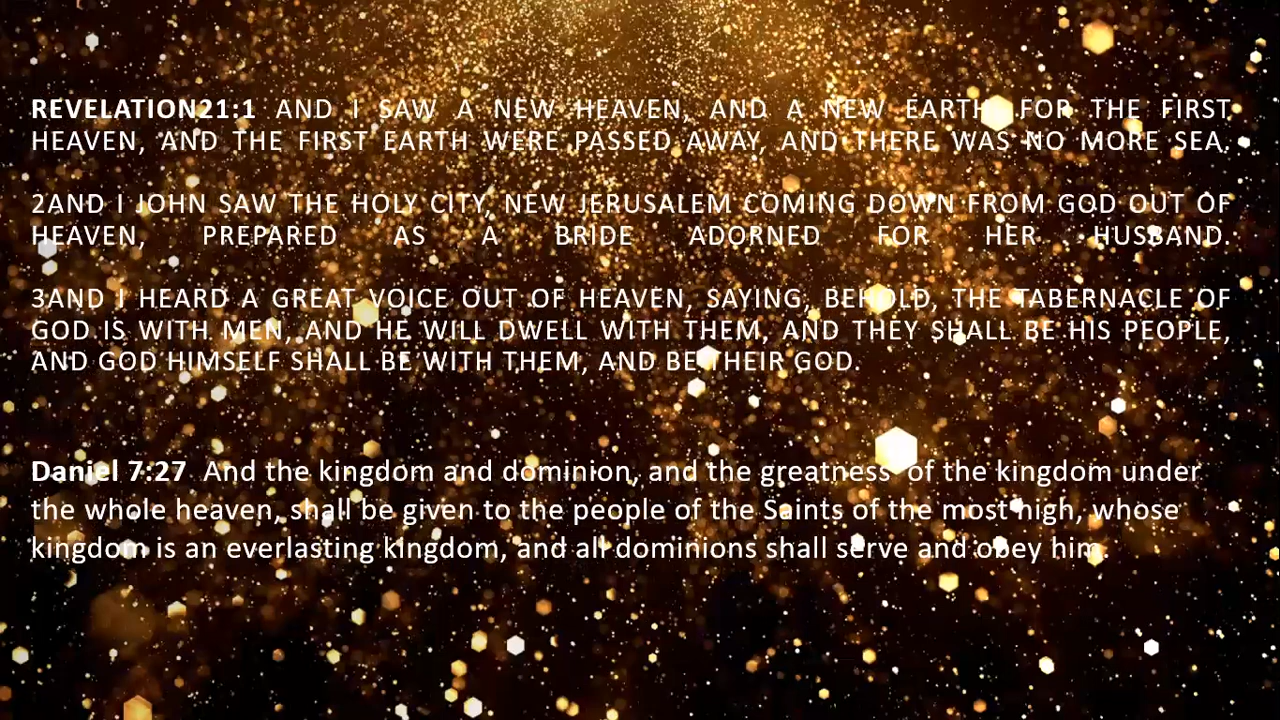 REVELATION21:1 AND I SAW A NEW HEAVEN, AND A NEW EARTH FOR THE FIRST
HEAVEN, AND THE FIRST EARTH WERE PASSED AWAY, AND THERE WAS NO MORE SEA.
2AND I JOHN SAW THE HOLY CITY, NEW JERUSALEM COMING DOWN FROM GOD OUT OF
HEAVEN, PREPARED AS A BRIDE ADORNED FOR HER HUSBAND.
3AND I HEARD A GREAT VOICE OUT OF HEAVEN, SAYING, BEHOLD, THE TABERNACLE OF
GOD IS WITH MEN, AND HE WILL DWELL WITH THEM, AND THEY SHALL BE HIS PEOPLE,
AND GOD HIMSELF SHALL BE WITH THEM, AND BE THEIR GOD.
Daniel 7:27 And the kingdom and dominion, and the greatness of the kingdom under
the whole heaven, shall be given to the people of the Saints of the most high, whose
kingdom is an everlasting kingdom, and all dominions shall serve and obey him.